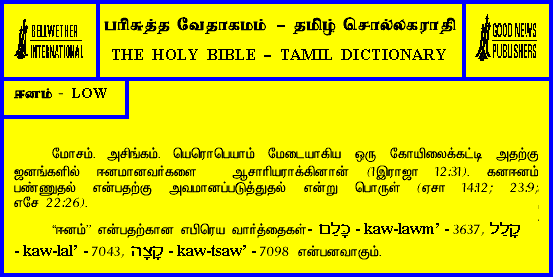 BELLWETHER
INTERNATIONAL
பரிசுத்த வேதாகமம் – தமிழ் சொல்லகராதி
THE HOLY BIBLE – TAMIL DICTIONARY
GOOD NEWS
PUBLISHERS
ஈனம் - LOW
மோசம். அசிங்கம். யெரொபெயாம் மேடையாகிய ஒரு கோயிலைக்கட்டி அதற்கு
ஜனங்களில் ஈனமானவர்களை ஆசாரியராக்கினான் (1இராஜா 12:31). கனஈனம்
பண்ணுதல் என்பதற்கு அவமானப்படுத்துதல் என்று பொருள் (ஏசா 14:12; 23:9;
எசே 22:26).
“ஈனம்” என்பதற்கான எபிரெய வார்த்தைகள்- כָּלַם - kaw-lawm’ - 3637, קָלַל
- kaw-lal’ - 7043, קָצָה - kaw-tsaw’ - 7098 என்பனவாகும்.